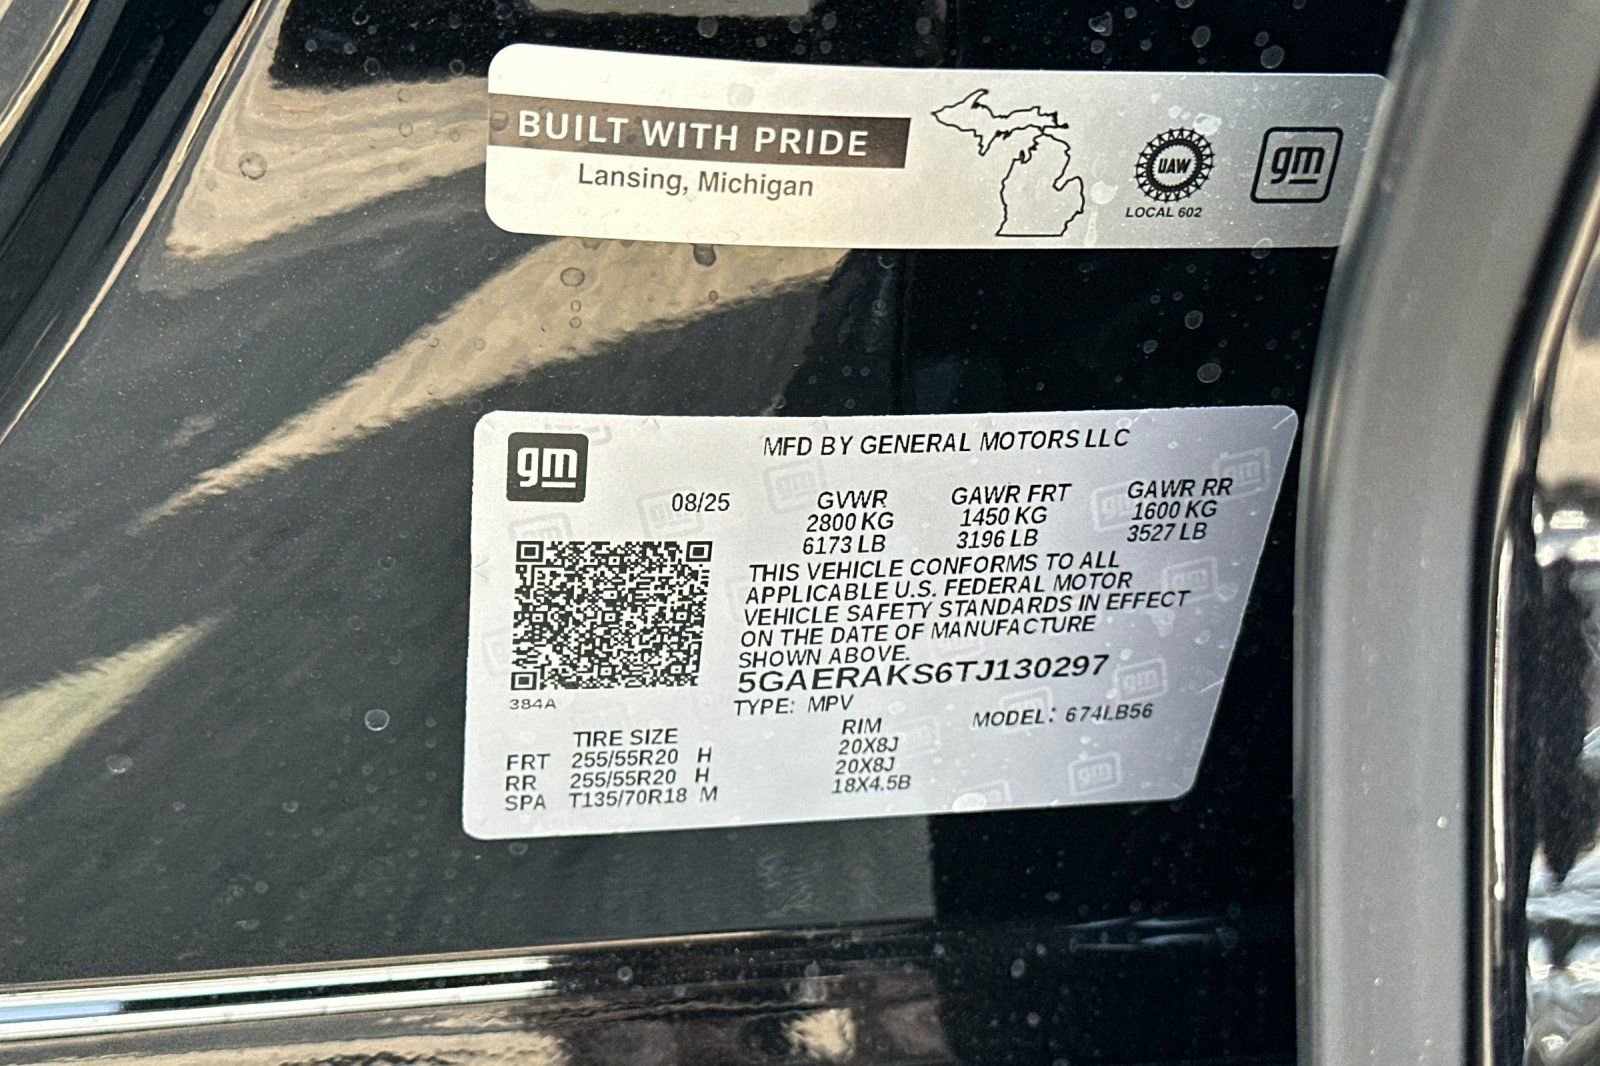 BUILT WITH PRIDE
Lansing, Michigan
UAW
LOCAL 602
gm
gm
MFD BY GENERAL MOTORS LLC
08/25
GVWR GAWR FRT GAWR RR
2800 KG 1450 KG 1600 KG
6173 LB 3196 LB 3527 LB
THIS VEHICLE CONFORMS TO ALL
APPLICABLE U.S. FEDERAL MOTOR
VEHICLE SAFETY STANDARDS IN EFFECT
ON THE DATE OF MANUFACTURE
SHOWN ABOVE.
5GAERAKS6TJ130297
384A
TYPE: MPV MODEL: 674LB56
TIRE SIZE RIM
FRT 255/55R20 H 20X8J
RR 255/55R20 H 20X8J
SPA T135/70R18 M 18X4.5B